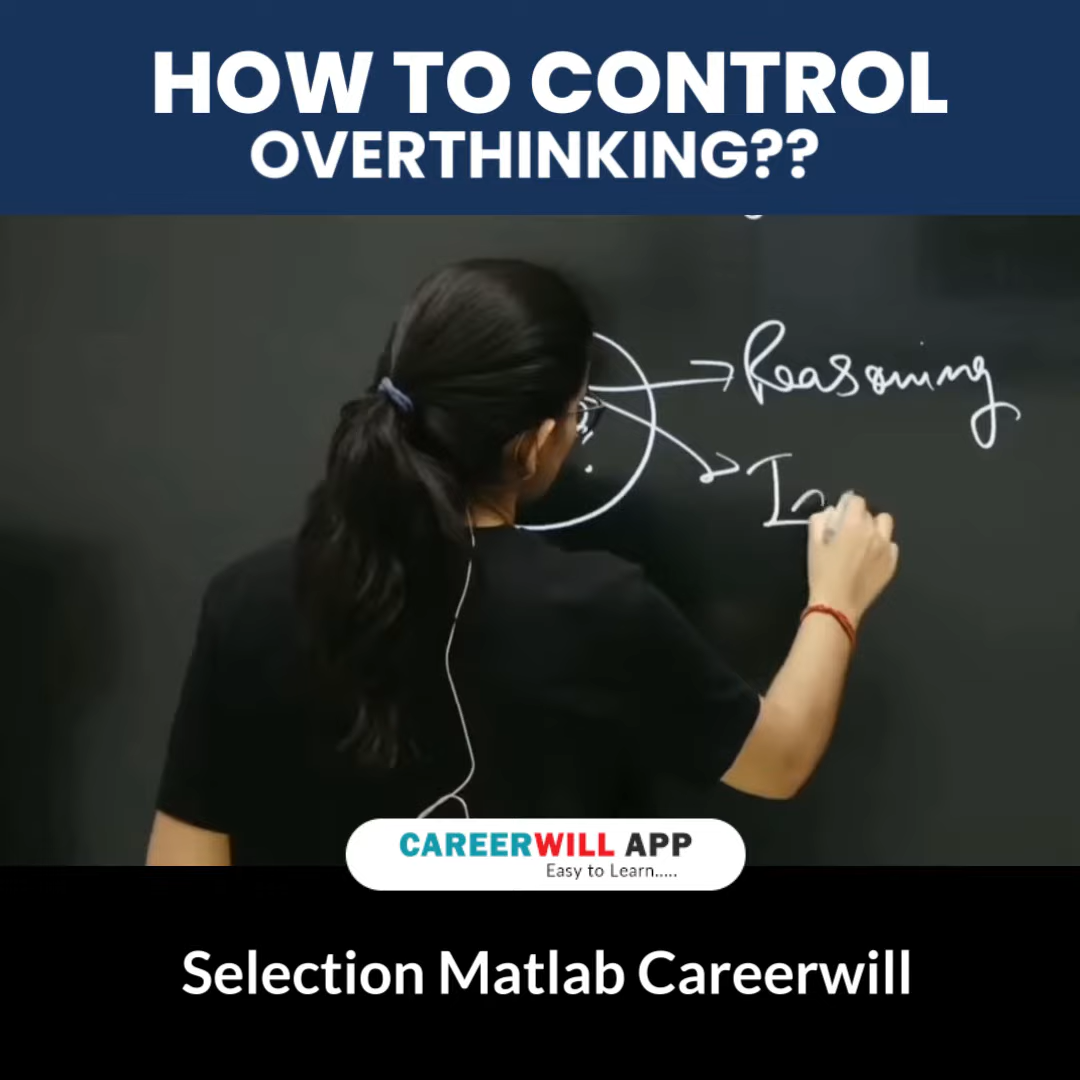 HOW TO CONTROL
OVERTHINKING??
Reasoning
CAREERWILL APP
Easy to Learn.....
Selection Matlab Careerwill